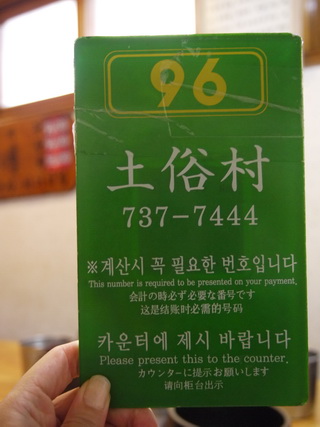 96
土俗村
737-7444
※계산시 꼭 필요한 번호입니다
This number is required to be presented on your payment.
会計の時必ず必要な番号です
这是结账时必需的号码
카운터에 제시 바랍니다
Please present this to the counter.
カウンターに提示お願いします
请向柜台出示